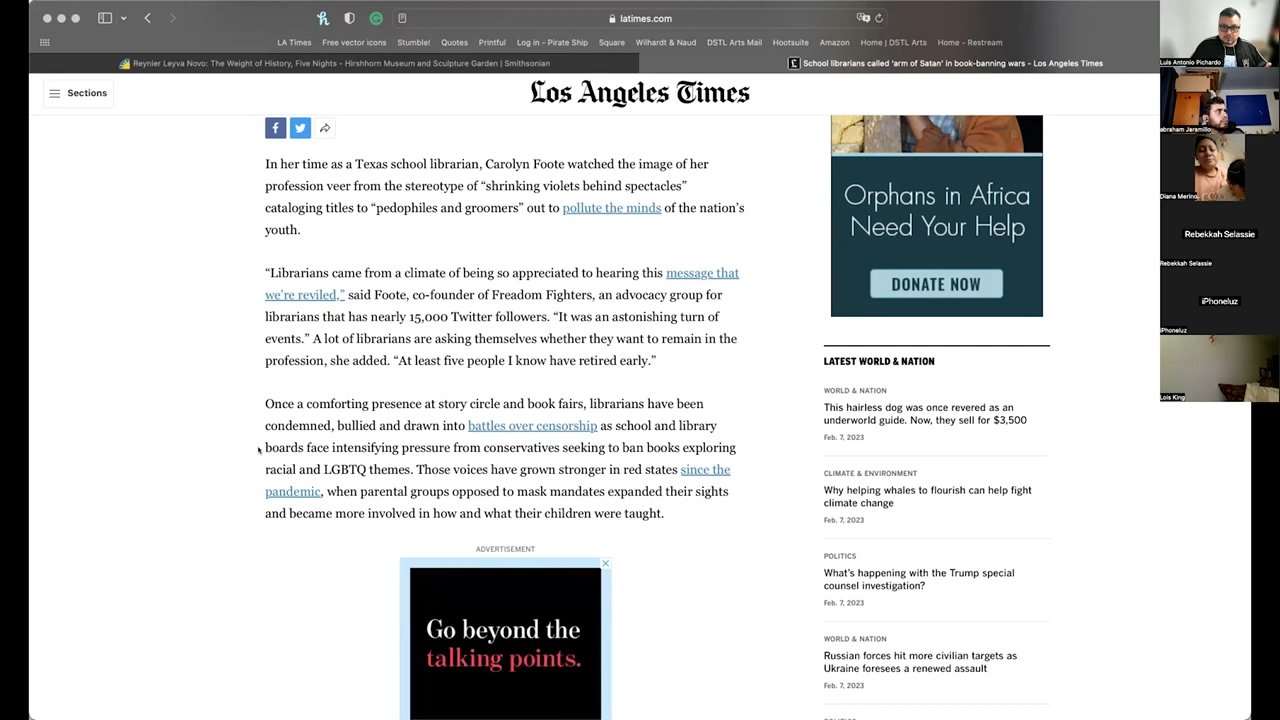 latimes.com
LA Times Free vector icons Stumble! Quotes Printful Log in - Pirate Ship Square Wilhardt & Naud DSTL Arts Mail Hootsuite Amazon Home | DSTL Arts Home - Restream
Reynier Leyva Novo: The Weight of History, Five Nights - Hirshhorn Museum and Sculpture Garden | Smithsonian
School librarians called ‘arm of Satan’ in book-banning wars - Los Angeles Times
Sections
Los Angeles Times
In her time as a Texas school librarian, Carolyn Foote watched the image of her
profession veer from the stereotype of “shrinking violets behind spectacles”
cataloging titles to “pedophiles and groomers” out to pollute the minds of the nation’s
youth.
“Librarians came from a climate of being so appreciated to hearing this message that
we’re reviled,” said Foote, co-founder of Freadom Fighters, an advocacy group for
librarians that has nearly 15,000 Twitter followers. “It was an astonishing turn of
events.” A lot of librarians are asking themselves whether they want to remain in the
profession, she added. “At least five people I know have retired early.”
Once a comforting presence at story circle and book fairs, librarians have been
condemned, bullied and drawn into battles over censorship as school and library
boards face intensifying pressure from conservatives seeking to ban books exploring
racial and LGBTQ themes. Those voices have grown stronger in red states since the
pandemic, when parental groups opposed to mask mandates expanded their sights
and became more involved in how and what their children were taught.
ADVERTISEMENT
Go beyond the
talking points.
Orphans in Africa
Need Your Help
DONATE NOW
LATEST WORLD & NATION
WORLD & NATION
This hairless dog was once revered as an
underworld guide. Now, they sell for $3,500
Feb. 7, 2023
CLIMATE & ENVIRONMENT
Why helping whales to flourish can help fight
climate change
Feb. 7, 2023
POLITICS
What’s happening with the Trump special
counsel investigation?
Feb. 7, 2023
WORLD & NATION
Russian forces hit more civilian targets as
Ukraine foresees a renewed assault
Feb. 7, 2023
Luis Antonio Pichardo
abraham Jaramillo
Diana Merino
Rebekkah Selassie
Rebekkah Selassie
iPhoneluz
iPhoneluz
Lois King